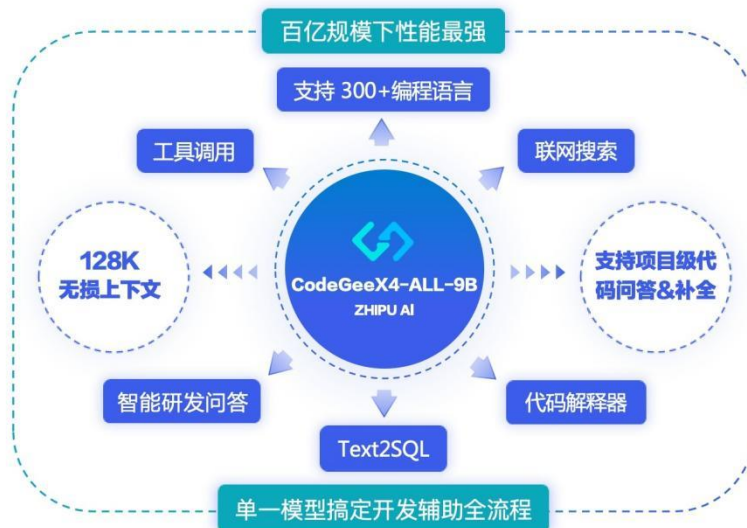 百亿规模下性能最强
支持 300+编程语言
工具调用
联网搜索
128K
无损上下文
CodeGeeX4-ALL-9B
ZHIPU AI
支持项目级代
码问答&补全
智能研发问答
代码解释器
Text2SQL
单一模型搞定开发辅助全流程